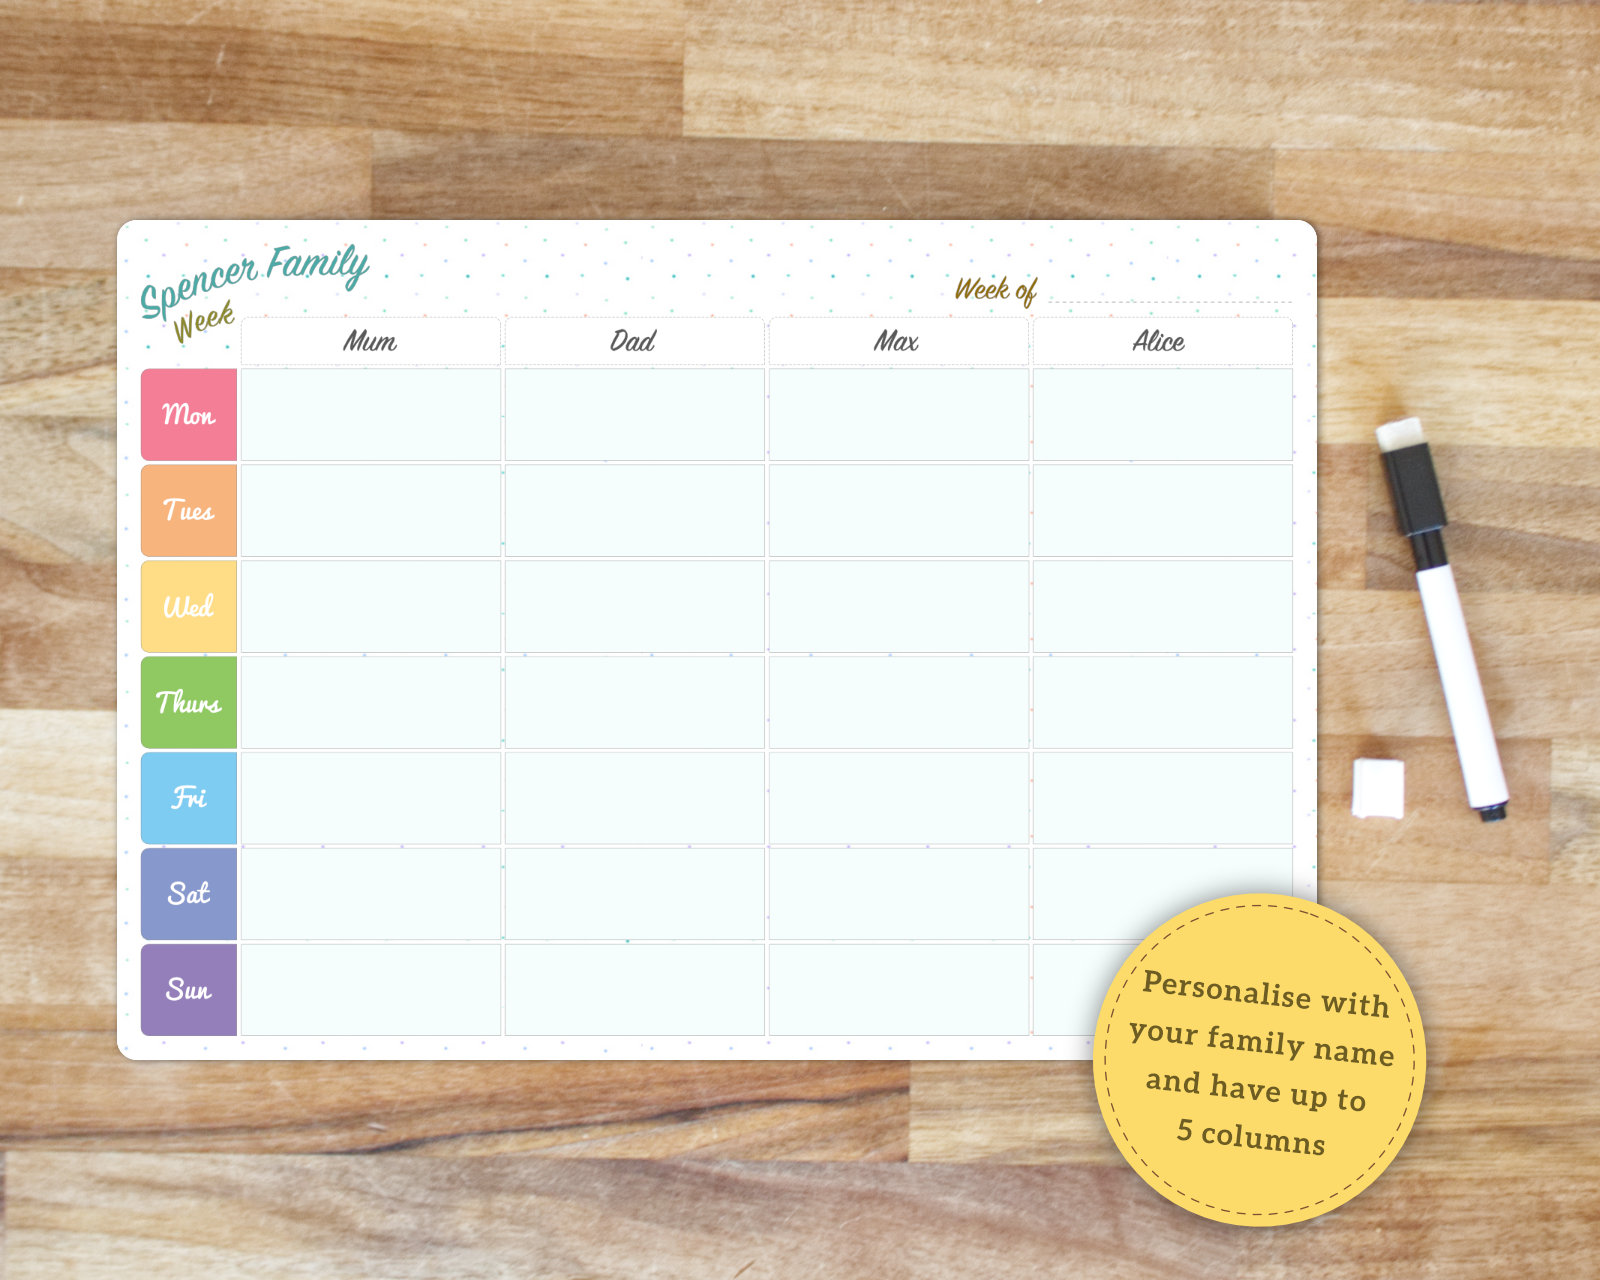 Spencer Family
Week
Week of
Mum Dad Max Alice
Mon
Tues
Wed
Thurs
Fri
Sat
Sun
Personalise with
your family name
and have up to
5 columns